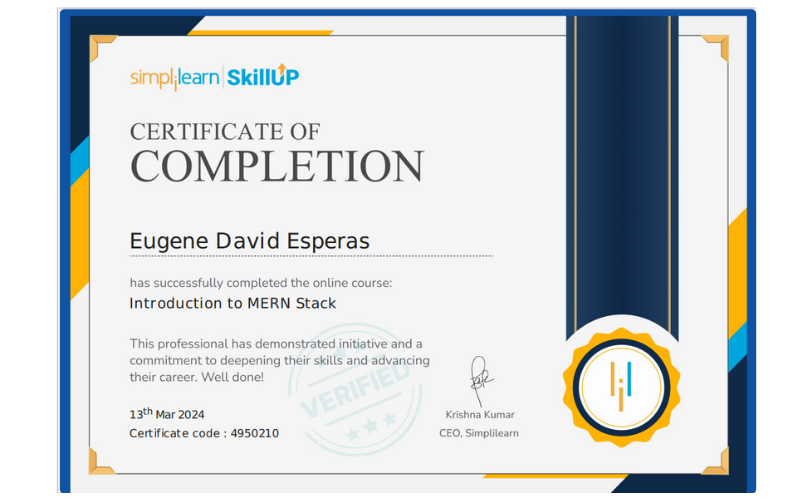 simplilearn SkillUP
CERTIFICATE OF
COMPLETION
Eugene David Esperas
has successfully completed the online course:
Introduction to MERN Stack
This professional has demonstrated initiative and a
commitment to deepening their skills and advancing
their career. Well done!
VERIFIED
13th Mar 2024
Certificate code : 4950210
Krishna Kumar
CEO, Simplilearn